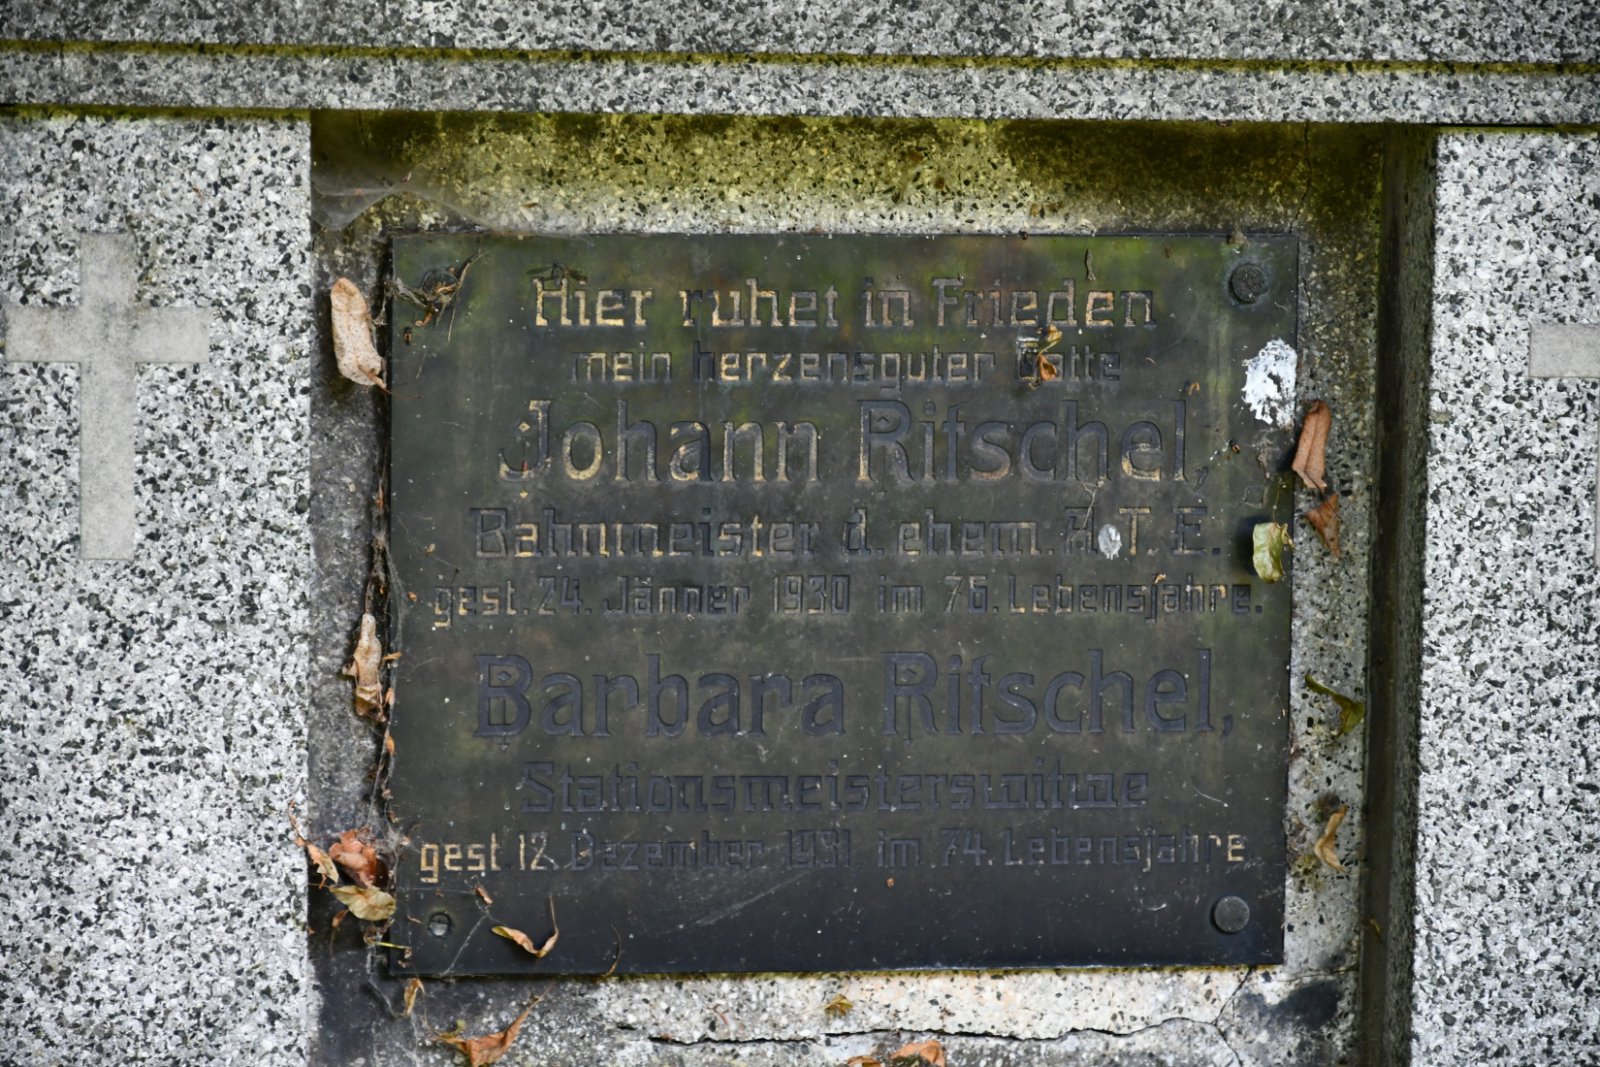 Hier ruhet in Frieden
mein herzensguter Gatte
Johann Ritschel,
Bahnmeister d. ehem. A. T. E.
gest. 24. Jänner 1930 im 76. Lebensjahre.
Barbara Ritschel,
Stationsmeisterswitwe
gest. 12. Dezember 1931 im 74. Lebensjahre